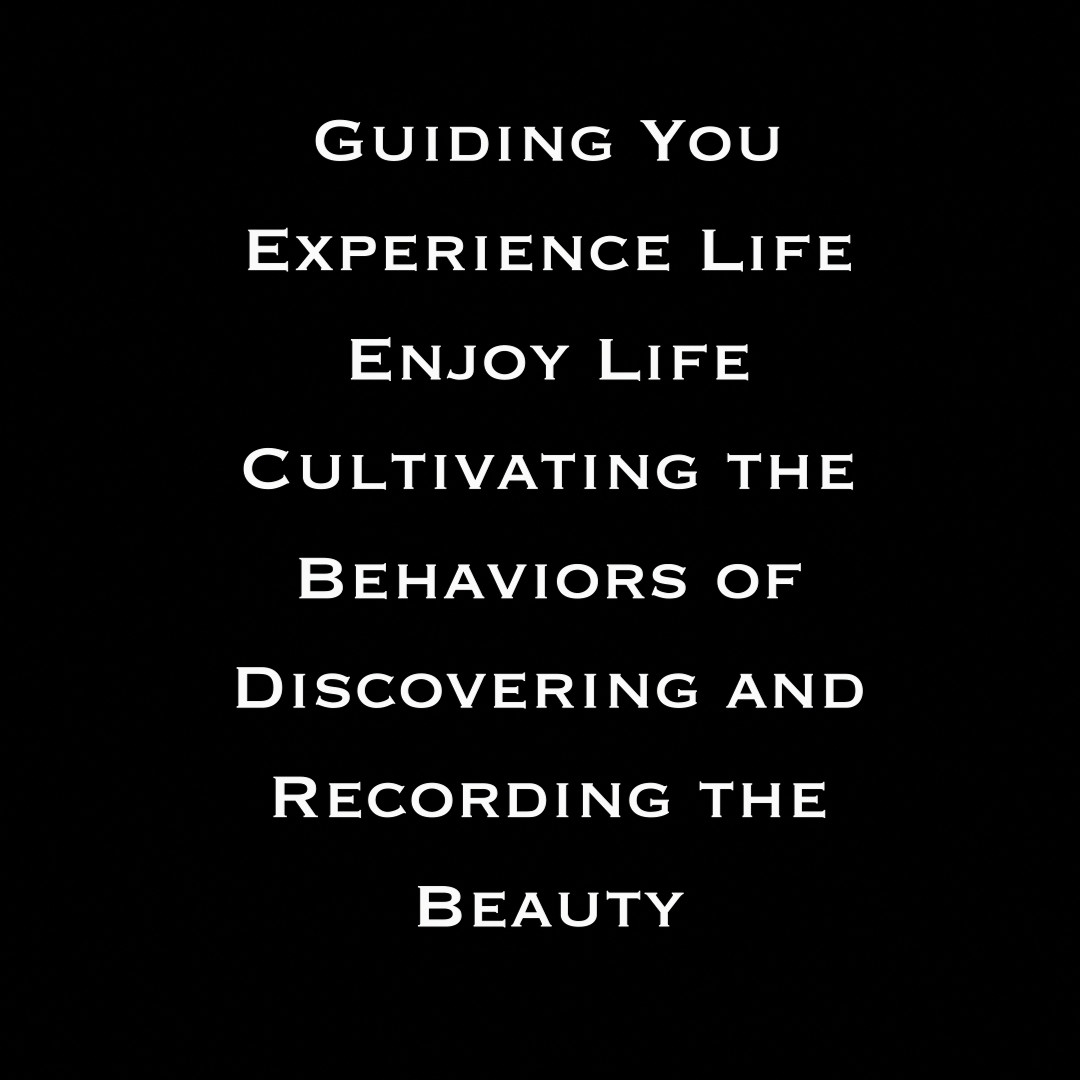 Guiding You
Experience Life
Enjoy Life
Cultivating the
Behaviors of
Discovering and
Recording the
Beauty